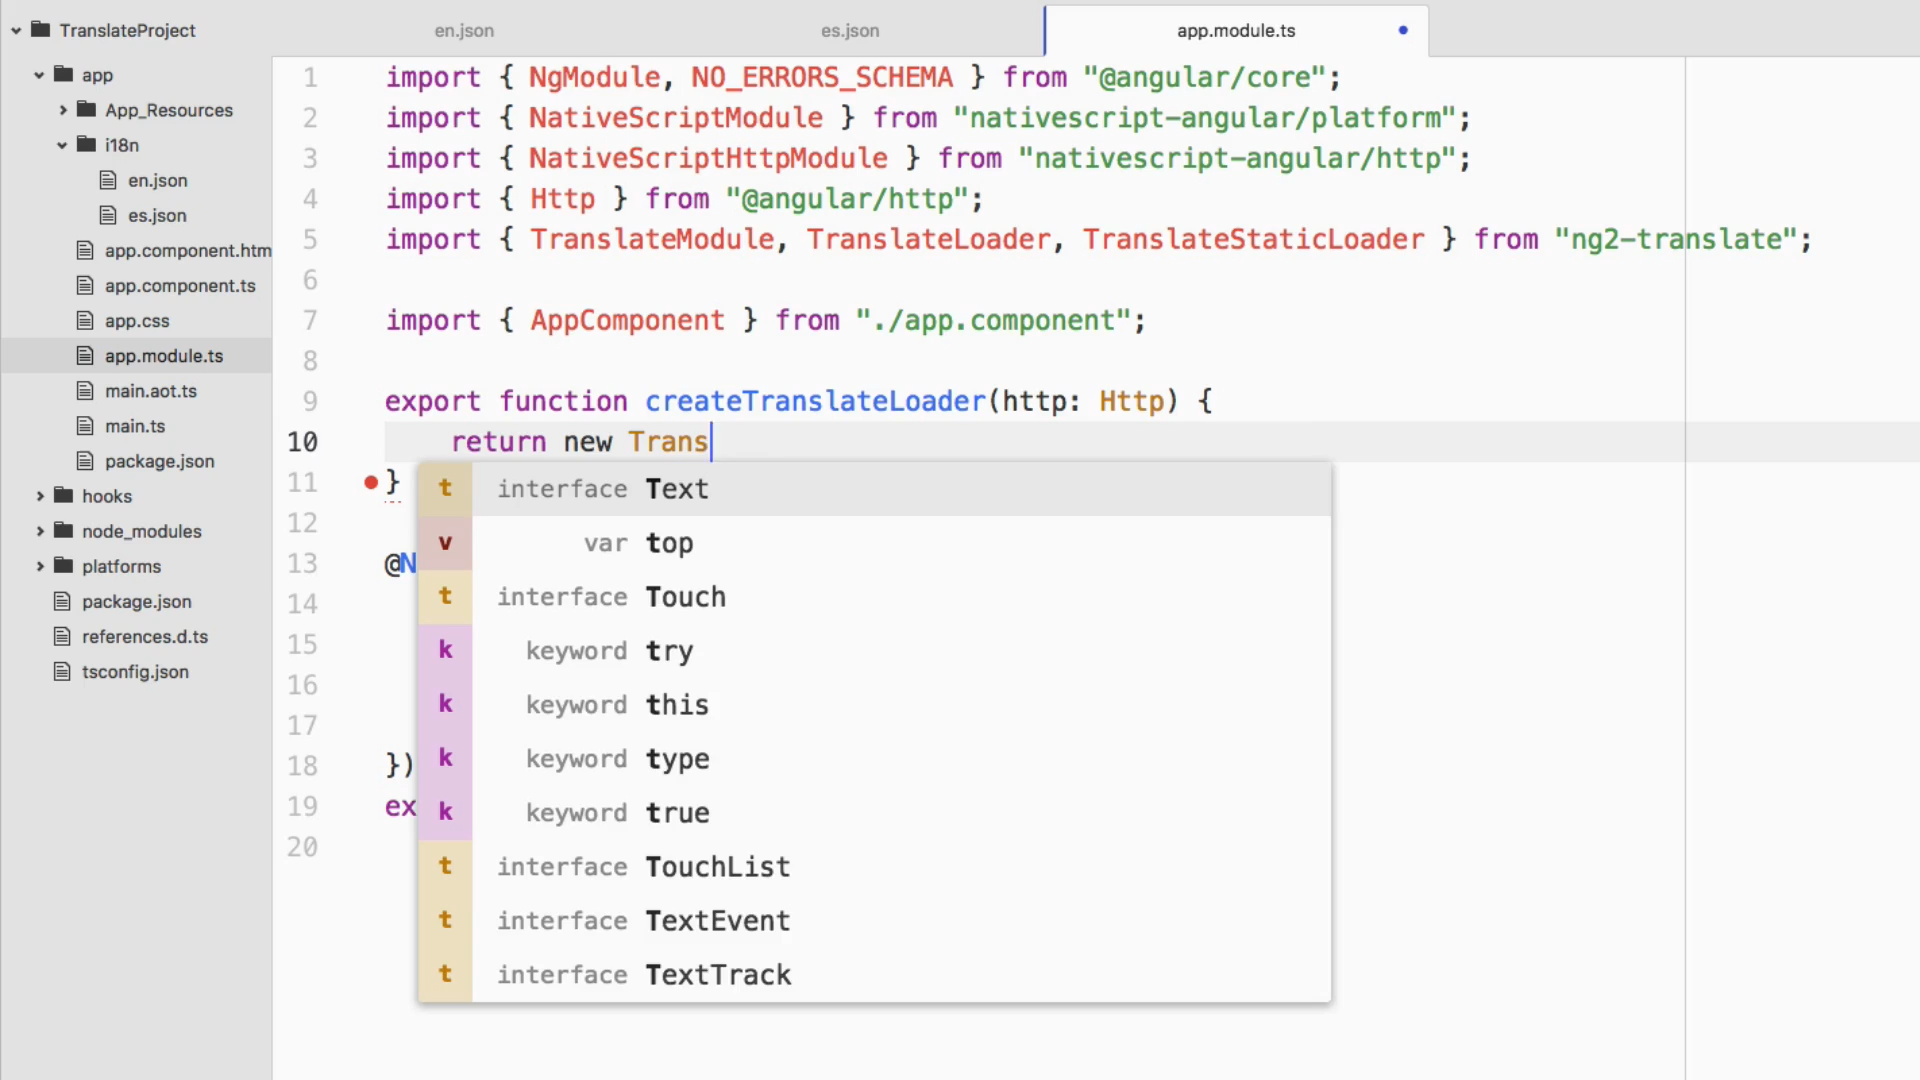 TranslateProject
app
App_Resources
i18n
en.json
es.json
app.component.htm
app.component.ts
app.css
app.module.ts
main.aot.ts
main.ts
package.json
hooks
node_modules
platforms
package.json
references.d.ts
tsconfig.json
en.json
es.json
app.module.ts
1 import { NgModule, NO_ERRORS_SCHEMA } from "@angular/core";
2 import { NativeScriptModule } from "nativescript-angular/platform";
3 import { NativeScriptHttpModule } from "nativescript-angular/http";
4 import { Http } from "@angular/http";
5 import { TranslateModule, TranslateLoader, TranslateStaticLoader } from "ng2-translate";
6
7 import { AppComponent } from "./app.component";
8
9 export function createTranslateLoader(http: Http) {
10 return new Trans
11 }
12
13 @N
14
15
16
17
18 })
19 ex
20
t interface Text
v var top
t interface Touch
k keyword try
k keyword this
k keyword type
k keyword true
t interface TouchList
t interface TextEvent
t interface TextTrack